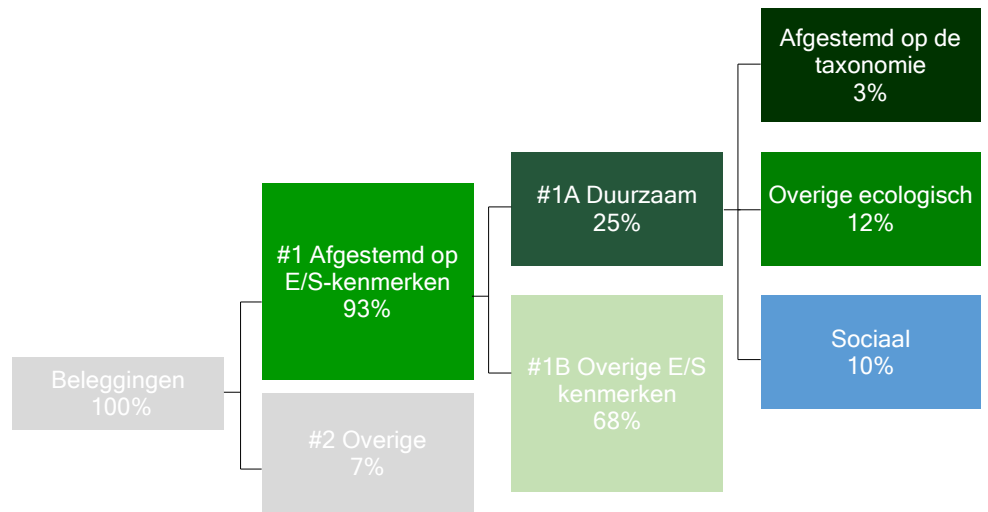 Beleggingen
100%
#1 Afgestemd op
E/S-kenmerken
93%
#2 Overige
7%
#1A Duurzaam
25%
#1B Overige E/S
kenmerken
68%
Afgestemd op de
taxonomie
3%
Overige ecologisch
12%
Sociaal
10%